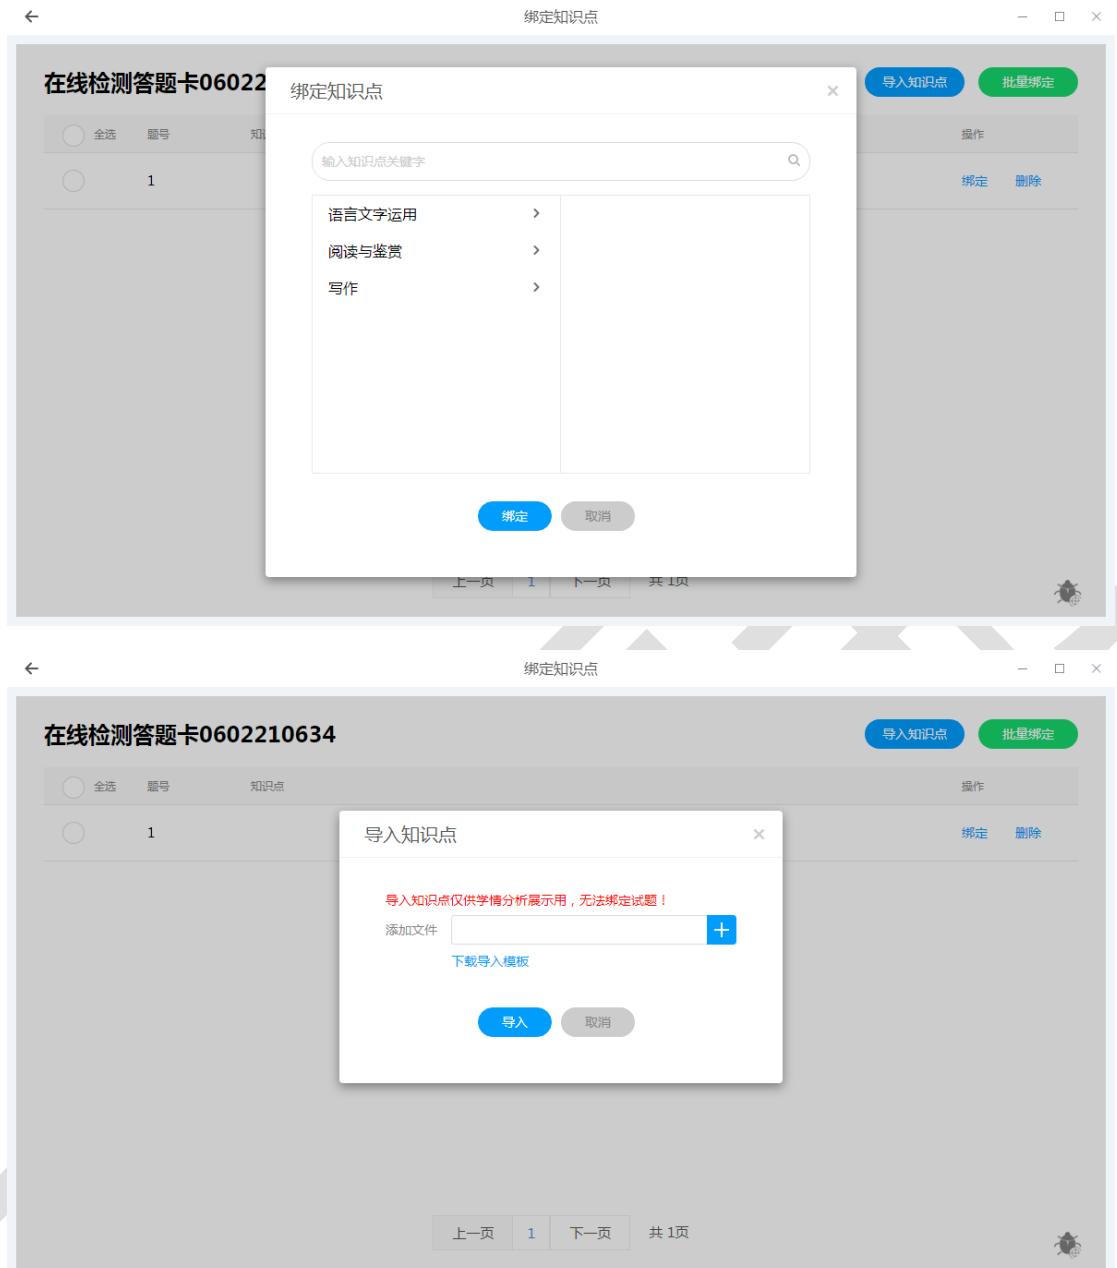 绑定知识点
在线检测答题卡06022
绑定知识点
导入知识点
批量绑定
全选 题号
操作
输入知识点关键字
1
绑定 删除
语言文字运用
阅读与鉴赏
写作
绑定 取消
上一页 1 下一页 共 1页
绑定知识点
在线检测答题卡0602210634
导入知识点
批量绑定
全选 题号 知识点 操作
1 绑定 删除
导入知识点
导入知识点仅供学情分析展示用，无法绑定试题！
添加文件
下载导入模板
导入 取消
上一页 1 下一页 共 1页